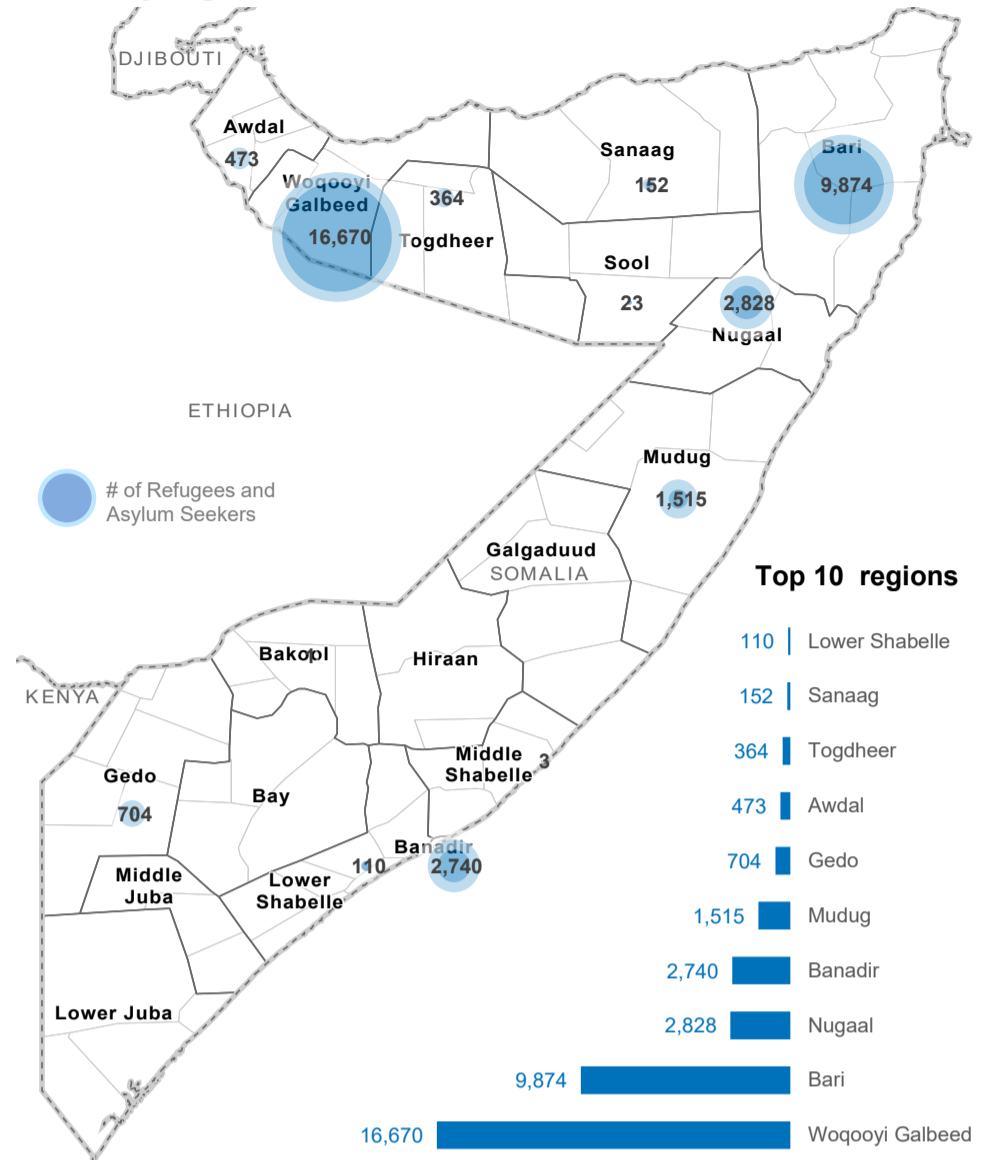 DJIBOUTI
Awdal
473
Woqooyi
Galbeed
16,670
364
Togdheer
Sanaag
152
Bari
9,874
Sool
23
2,828
Nugaal
ETHIOPIA
# of Refugees and
Asylum Seekers
Mudug
1,515
Galgaduud
SOMALIA
Bakool
1
Hiraan
KENYA
Gedo
704
Bay
Middle
Shabelle
3
Banadir
2,740
110
Lower
Shabelle
Middle
Juba
Lower Juba
Top 10 regions
110 Lower Shabelle
152 Sanaag
364 Togdheer
473 Awdal
704 Gedo
1,515 Mudug
2,740 Banadir
2,828 Nugaal
9,874 Bari
16,670 Woqooyi Galbeed